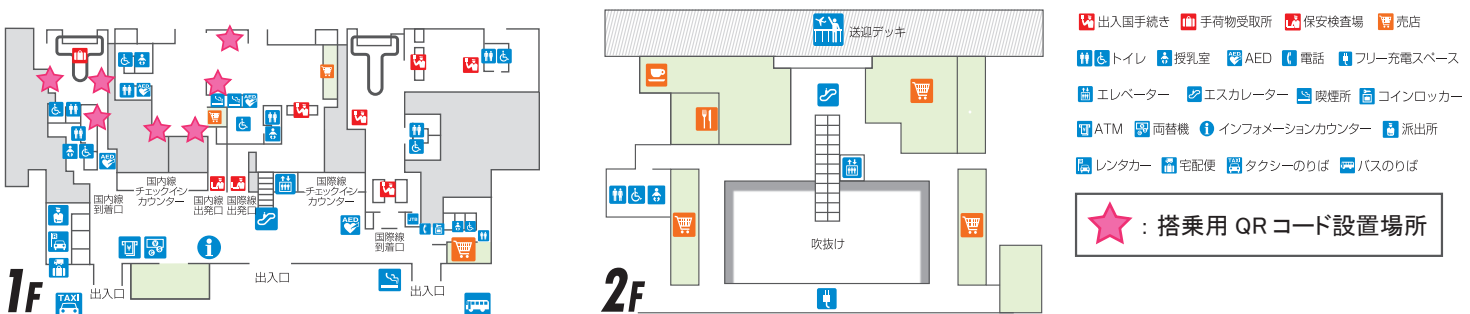 1F
AED
AED
AED
AED
国内線
到着口
国内線
チェックイン
カウンター
国内線
出発口
国際線
出発口
国際線
チェックイン
カウンター
国際線
到着口
JTB
出入口
出入口
出入口
TAXI
2F
送迎デッキ
吹抜け
出入国手続き
手荷物受取所
保安検査場
売店
トイレ
授乳室
AED AED
電話
フリー充電スペース
エレベーター
エスカレーター
喫煙所
コインロッカー
ATM
両替機
インフォメーションカウンター
派出所
レンタカー
宅配便
TAXI タクシーのりば
バスのりば
：搭乗用 QR コード設置場所